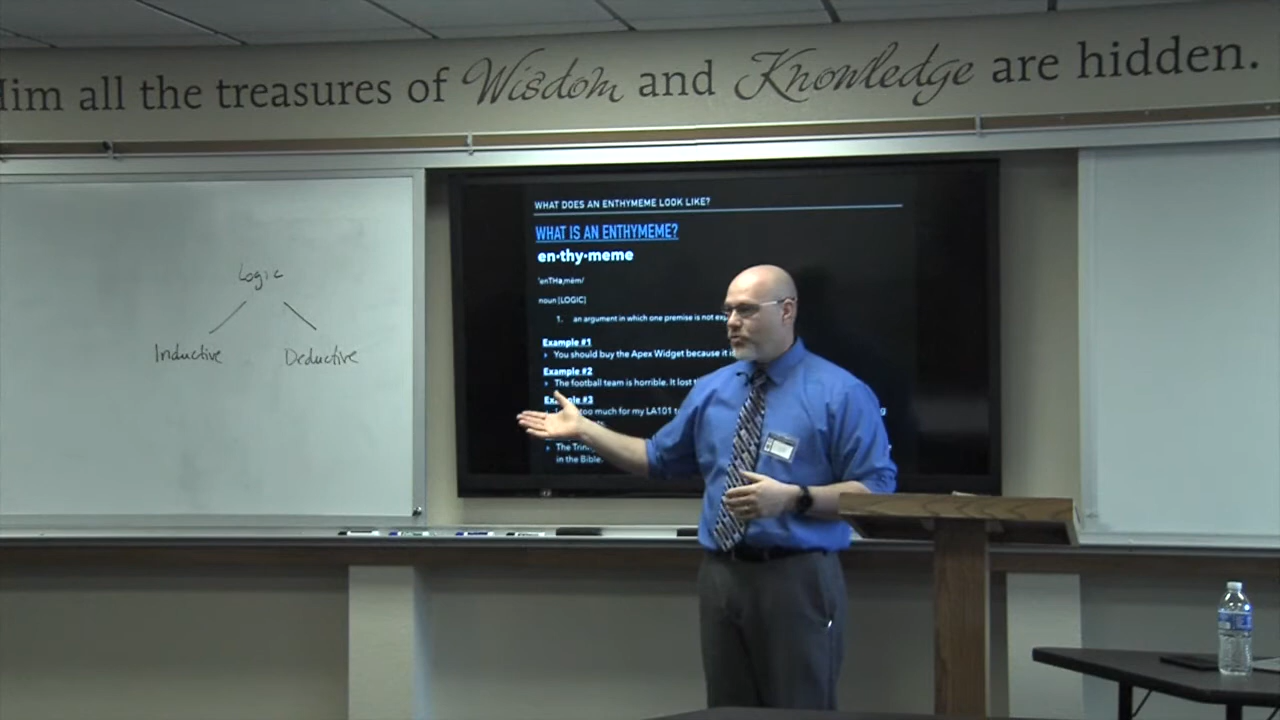 Him all the treasures of Wisdom and Knowledge are hidden.
Logic
Inductive Deductive
WHAT DOES AN ENTHYMEME LOOK LIKE?
WHAT IS AN ENTHYMEME?
en·thy·meme
noun |LOGIC|
1. an argument in which one premise is not
Example #1
You should buy the Apex Widget because it
Example #2
The football team is horrible. It lost
Example #3
too much for my LA101
The
in the Bible.